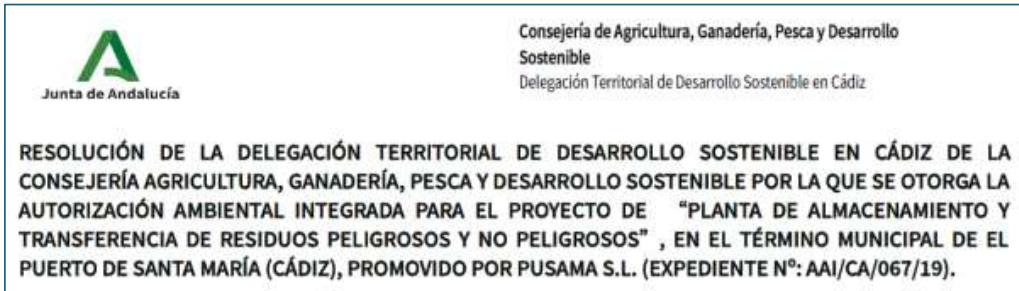 Junta de Andalucía
Consejería de Agricultura, Ganadería, Pesca y Desarrollo
Sostenible
Delegación Territorial de Desarrollo Sostenible en Cádiz
RESOLUCIÓN DE LA DELEGACIÓN TERRITORIAL DE DESARROLLO SOSTENIBLE EN CÁDIZ DE LA
CONSEJERÍA AGRICULTURA, GANADERÍA, PESCA Y DESARROLLO SOSTENIBLE POR LA QUE SE OTORGA LA
AUTORIZACIÓN AMBIENTAL INTEGRADA PARA EL PROYECTO DE "PLANTA DE ALMACENAMIENTO Y
TRANSFERENCIA DE RESIDUOS PELIGROSOS Y NO PELIGROSOS" , EN EL TÉRMINO MUNICIPAL DE EL
PUERTO DE SANTA MARÍA (CÁDIZ), PROMOVIDO POR PUSAMA S.L. (EXPEDIENTE Nº: AAI/CA/067/19).